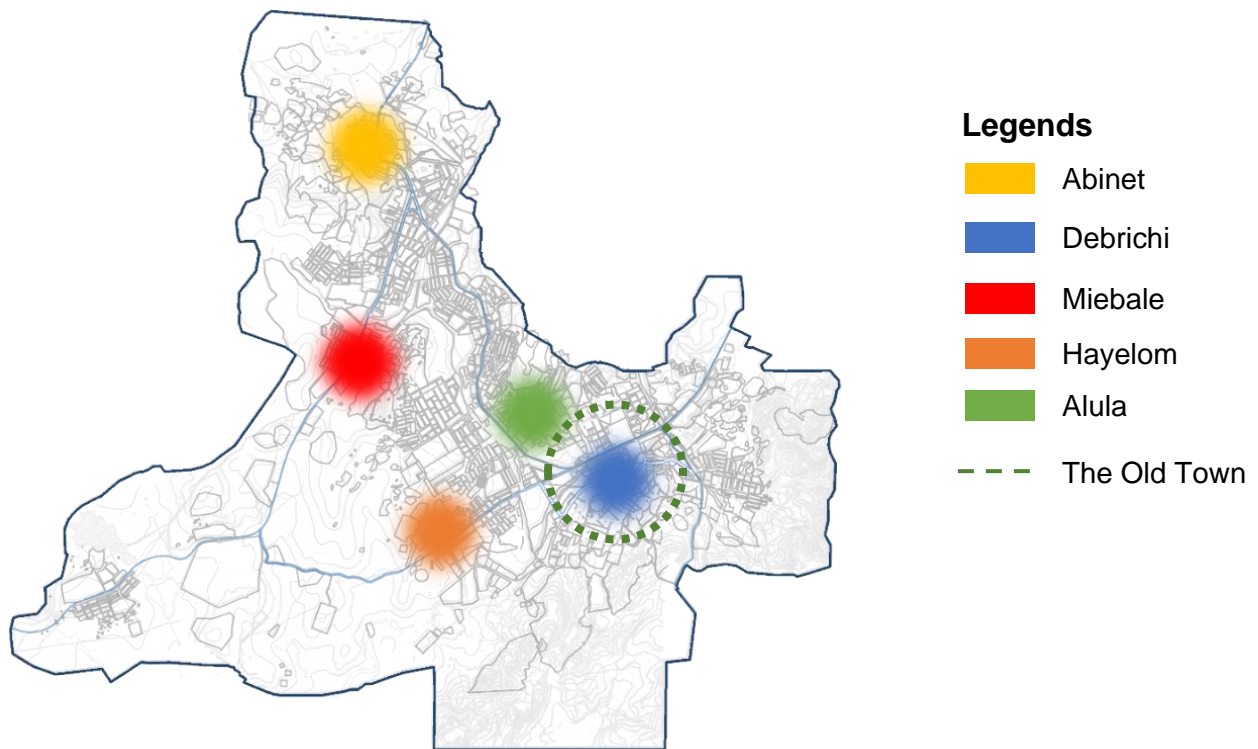 Legends
Abinet
Debrichi
Miebale
Hayelom
Alula
The Old Town